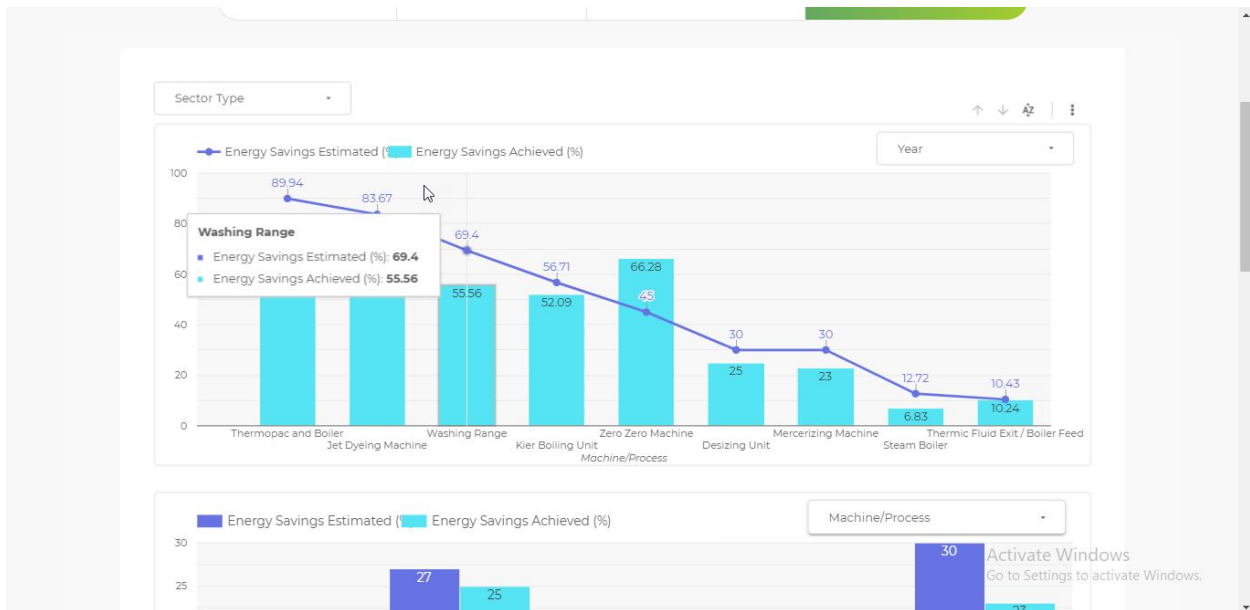 Sector Type
Energy Savings Estimated (% Energy Savings Achieved (%)
Year
100
89.94
83.67
80
Washing Range
Energy Savings Estimated (%): 69.4
Energy Savings Achieved (%): 55.56
69.4
56.71
66.28
60
55.56
52.09
45
40
30
30
20
25
23
12.72
10.43
6.83
10.24
0
Thermopac and Boiler
Washing Range
Zero Zero Machine
Mercerizing Machine
Thermic Fluid Exit / Boiler Feed
Jet Dyeing Machine
Kier Boiling Unit
Desizing Unit
Steam Boiler
Machine/Process
Energy Savings Estimated (% Energy Savings Achieved (%)
Machine/Process
30
30
27
25
25
Activate Windows
Go to Settings to activate Windows.